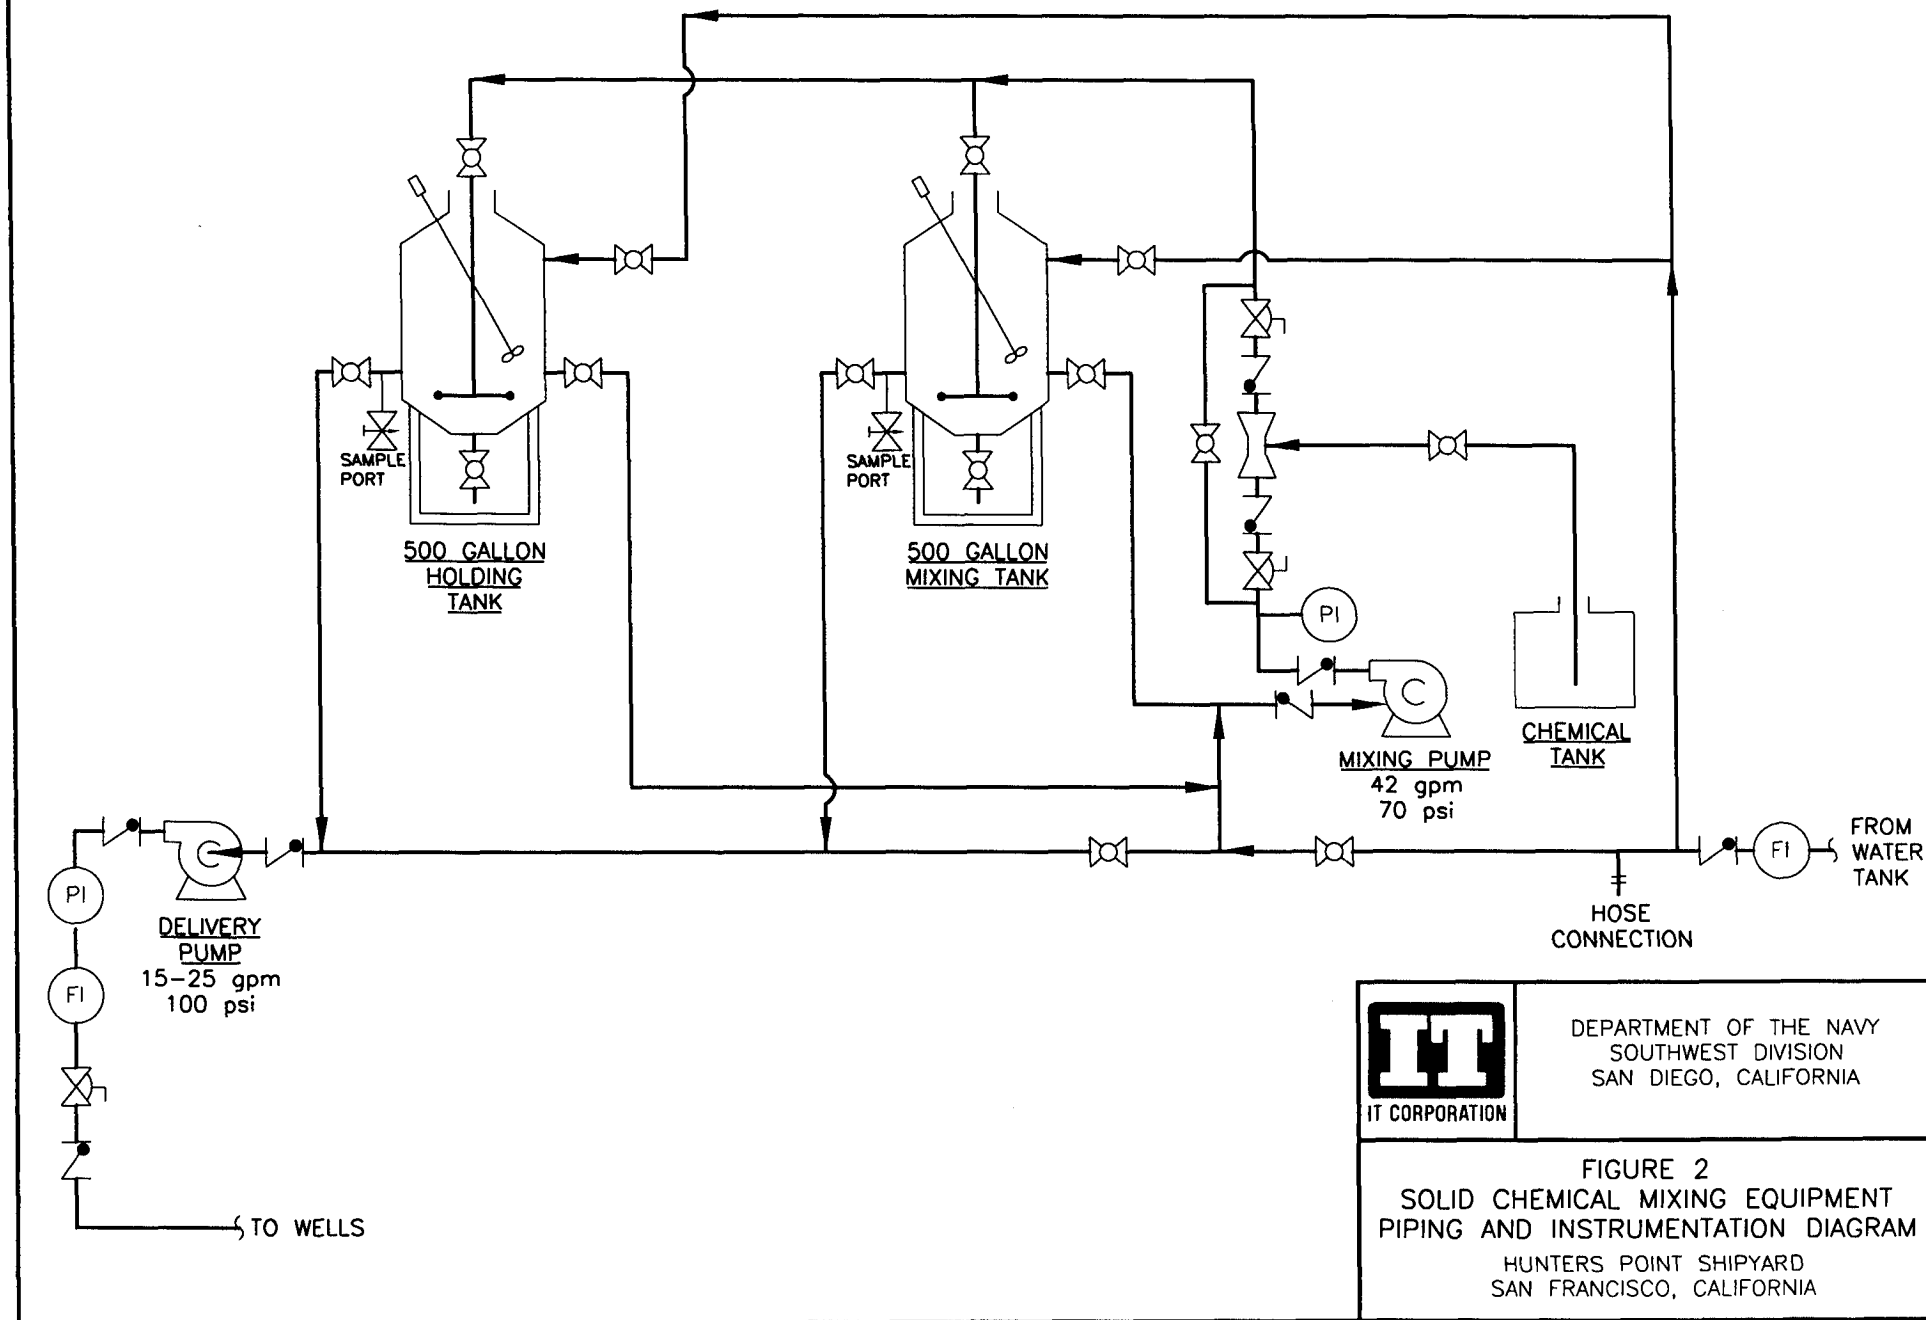 SAMPLE
PORT
SAMPLE
PORT
500 GALLON
HOLDING
TANK
500 GALLON
MIXING TANK
PI
C
MIXING PUMP
42 gpm
70 psi
CHEMICAL
TANK
C
PI
FI
DELIVERY
PUMP
15-25 gpm
100 psi
FI
FROM
WATER
TANK
HOSE
CONNECTION
TO WELLS
IT
IT CORPORATION
DEPARTMENT OF THE NAVY
SOUTHWEST DIVISION
SAN DIEGO, CALIFORNIA
FIGURE 2
SOLID CHEMICAL MIXING EQUIPMENT
PIPING AND INSTRUMENTATION DIAGRAM
HUNTERS POINT SHIPYARD
SAN FRANCISCO, CALIFORNIA